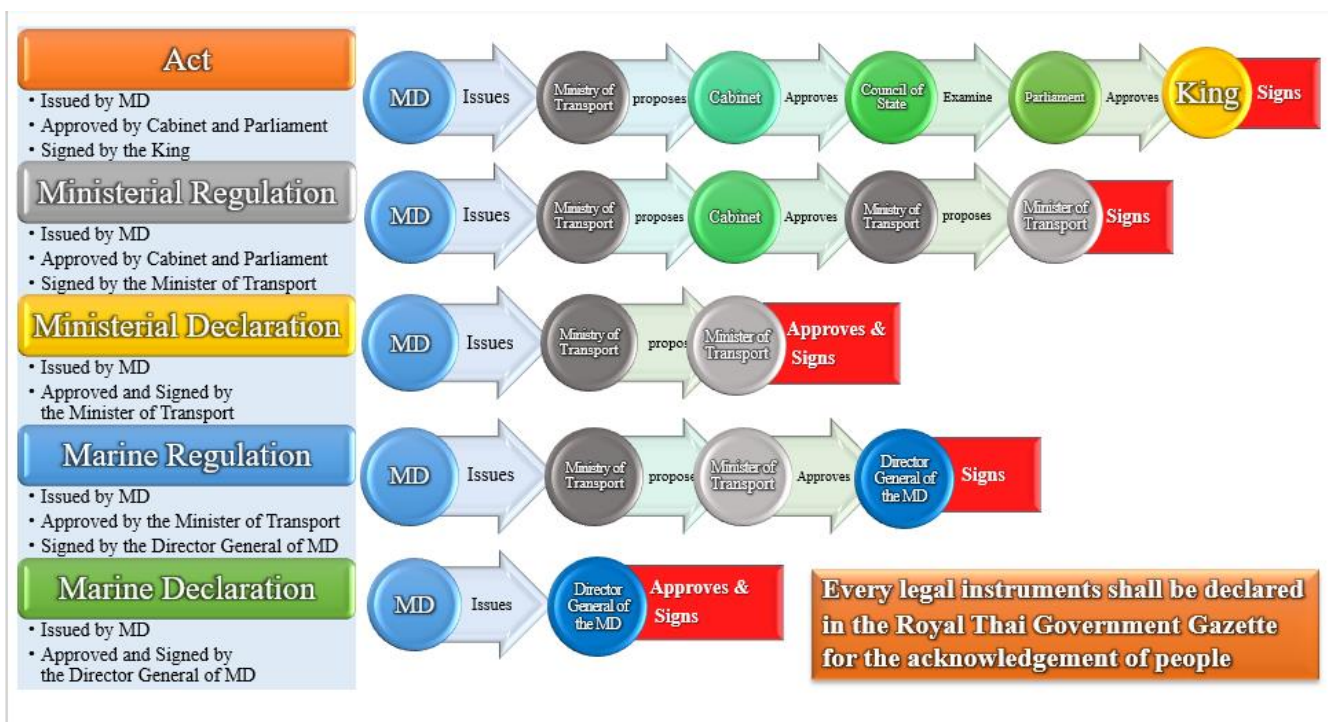 Act
• Issued by MD
• Approved by Cabinet and Parliament
• Signed by the King
MD
Issues
Ministry of
Transport
proposes
Cabinet
Approves
Council of
State
Examine
Parliament
Approves
King
Signs
Ministerial Regulation
• Issued by MD
• Approved by Cabinet and Parliament
• Signed by the Minister of Transport
MD
Issues
Ministry of
Transport
proposes
Cabinet
Approves
Ministry of
Transport
proposes
Minister of
Transport
Signs
Ministerial Declaration
• Issued by MD
• Approved and Signed by
the Minister of Transport
MD
Issues
Ministry of
Transport
propos
Minister of
Transport
Approves &
Signs
Marine Regulation
• Issued by MD
• Approved by the Minister of Transport
• Signed by the Director General of MD
MD
Issues
Ministry of
Transport
propose
Minister of
Transport
Approves
Director
General of
the MD
Signs
Marine Declaration
• Issued by MD
• Approved and Signed by
the Director General of MD
MD
Issues
Director
General of
the MD
Approves &
Signs
Every legal instruments shall be declared
in the Royal Thai Government Gazette
for the acknowledgement of people